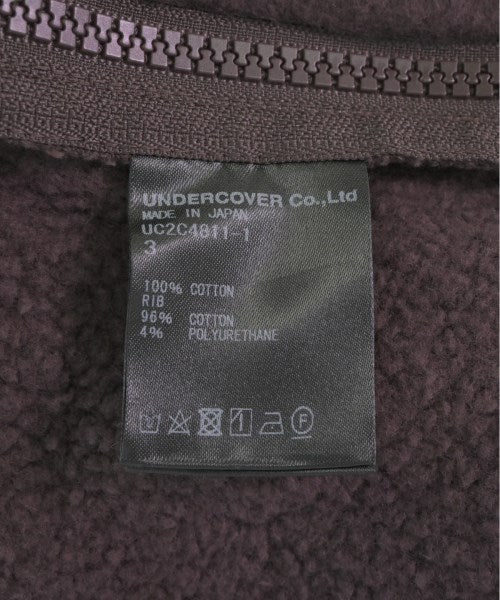 UNDERCOVER Co.,Ltd
MADE IN JAPAN
UC2C4811-1
3
100% COTTON
RIB
96% COTTON
4% POLYURETHANE